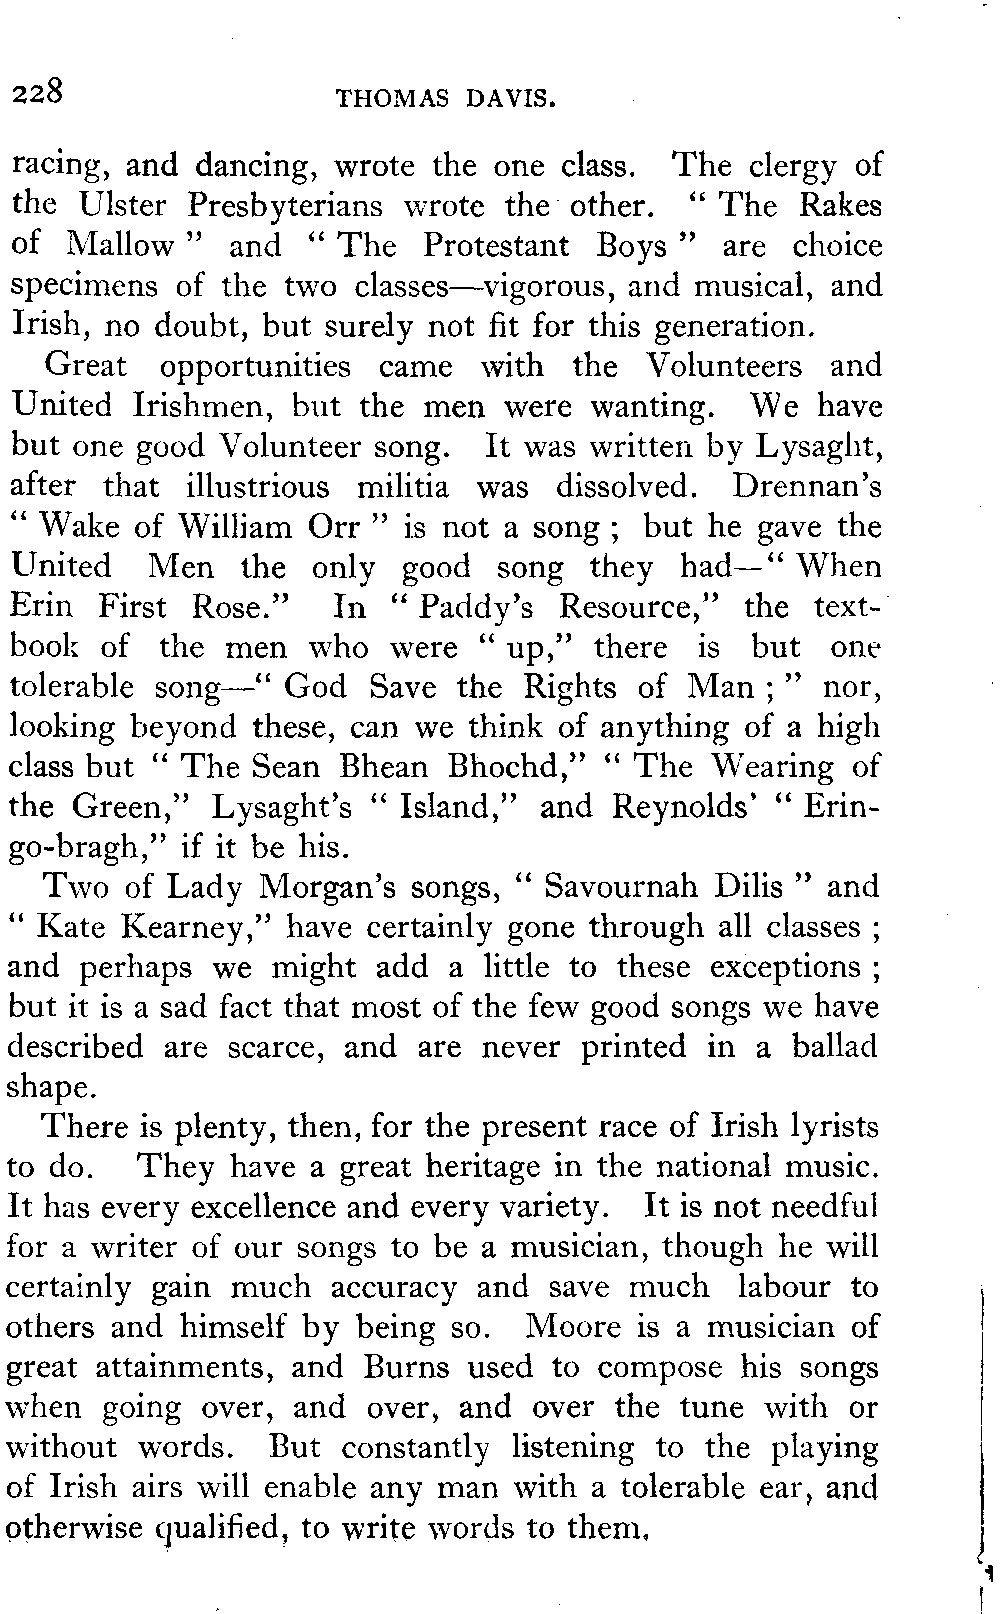 228 THOMAS DAVIS.
racing, and dancing, wrote the one class. The clergy of
the Ulster Presbyterians wrote the other. “ The Rakes
of Mallow ” and “ The Protestant Boys ” are choice
specimens of the two classes—vigorous, and musical, and
Irish, no doubt, but surely not fit for this generation.
Great opportunities came with the Volunteers and
United Irishmen, but the men were wanting. We have
but one good Volunteer song. It was written by Lysaght,
after that illustrious militia was dissolved. Drennan’s
“ Wake of William Orr ” is not a song ; but he gave the
United Men the only good song they had—“ When
Erin First Rose.” In “ Paddy’s Resource,” the text-
book of the men who were “ up,” there is but one
tolerable song—“ God Save the Rights of Man ; ” nor,
looking beyond these, can we think of anything of a high
class but “ The Sean Bhean Bhochd,” “ The Wearing of
the Green,” Lysaght’s “ Island,” and Reynolds’ “ Erin-
go-bragh,” if it be his.
Two of Lady Morgan’s songs, “ Savournah Dilis ” and
“ Kate Kearney,” have certainly gone through all classes ;
and perhaps we might add a little to these exceptions ;
but it is a sad fact that most of the few good songs we have
described are scarce, and are never printed in a ballad
shape.
There is plenty, then, for the present race of Irish lyrists
to do. They have a great heritage in the national music.
It has every excellence and every variety. It is not needful
for a writer of our songs to be a musician, though he will
certainly gain much accuracy and save much labour to
others and himself by being so. Moore is a musician of
great attainments, and Burns used to compose his songs
when going over, and over, and over the tune with or
without words. But constantly listening to the playing
of Irish airs will enable any man with a tolerable ear, and
otherwise qualified, to write words to them.